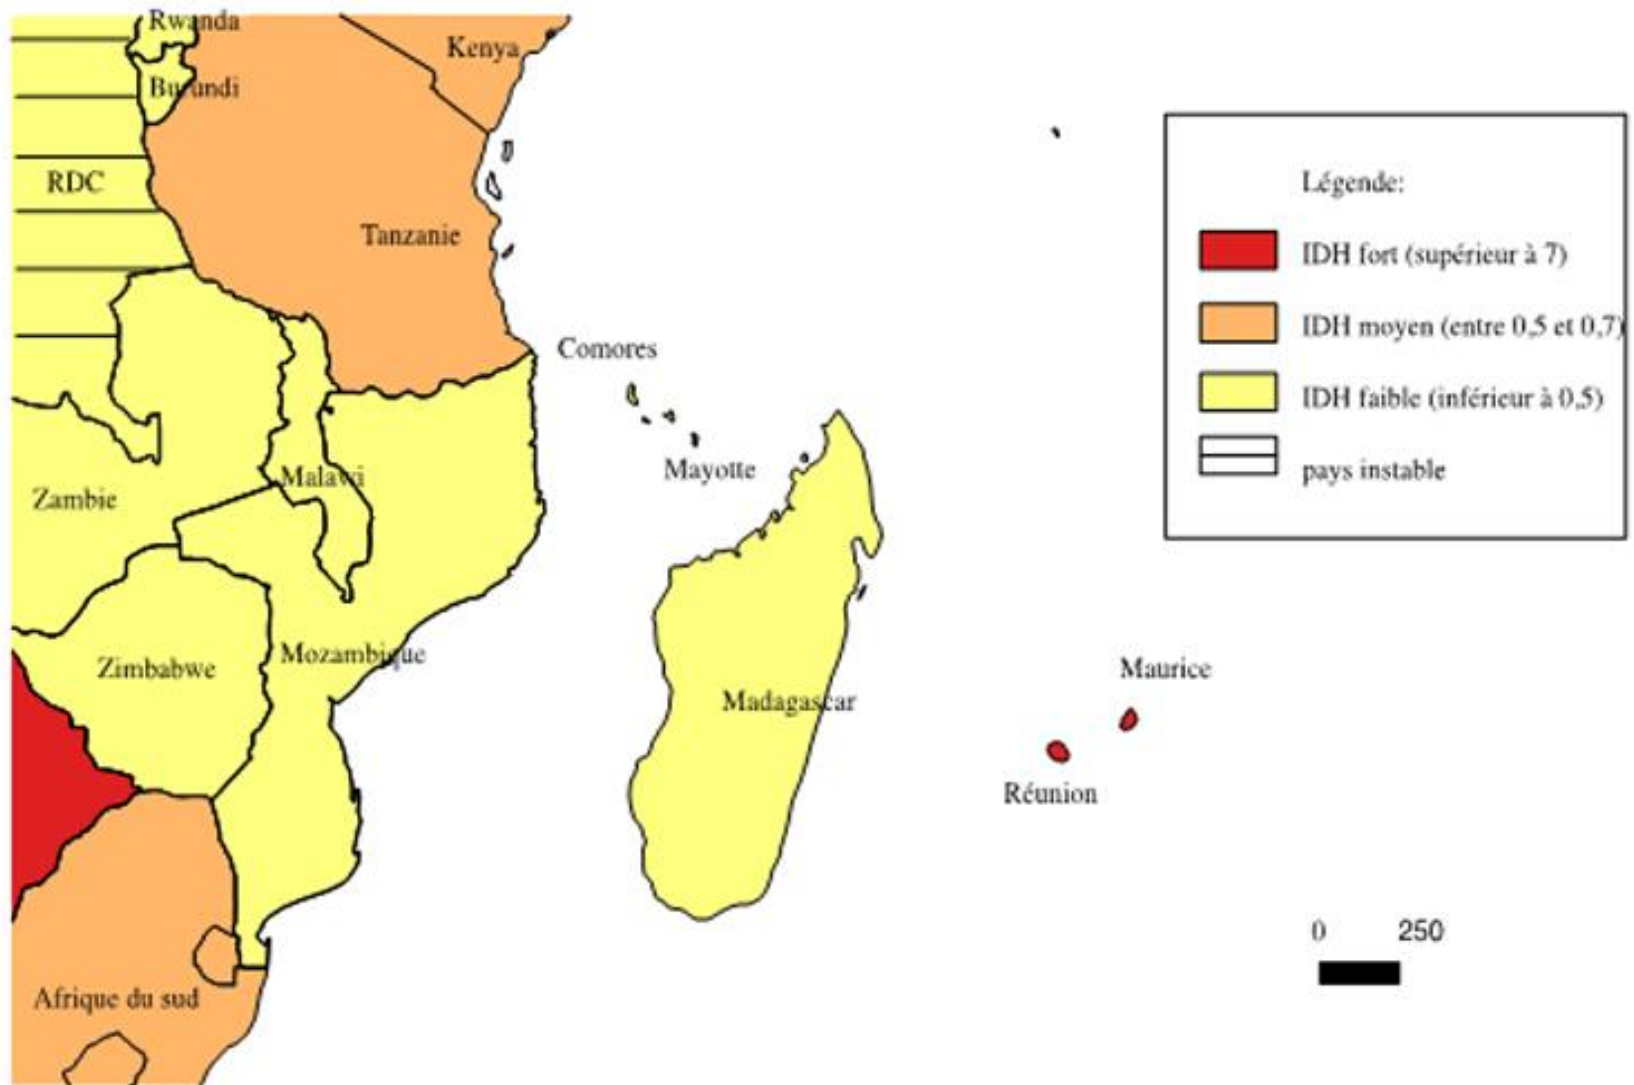 Rwanda
Kenya
Burundi
RDC
Tanzanie
Légende:
IDH fort (supérieur à 7)
IDH moyen (entre 0,5 et 0,7)
IDH faible (inférieur à 0,5)
pays instable
Comores
Mayotte
Malawi
Zambie
Zimbabwe
Mozambique
Madagascar
Maurice
Réunion
0 250
Afrique du sud